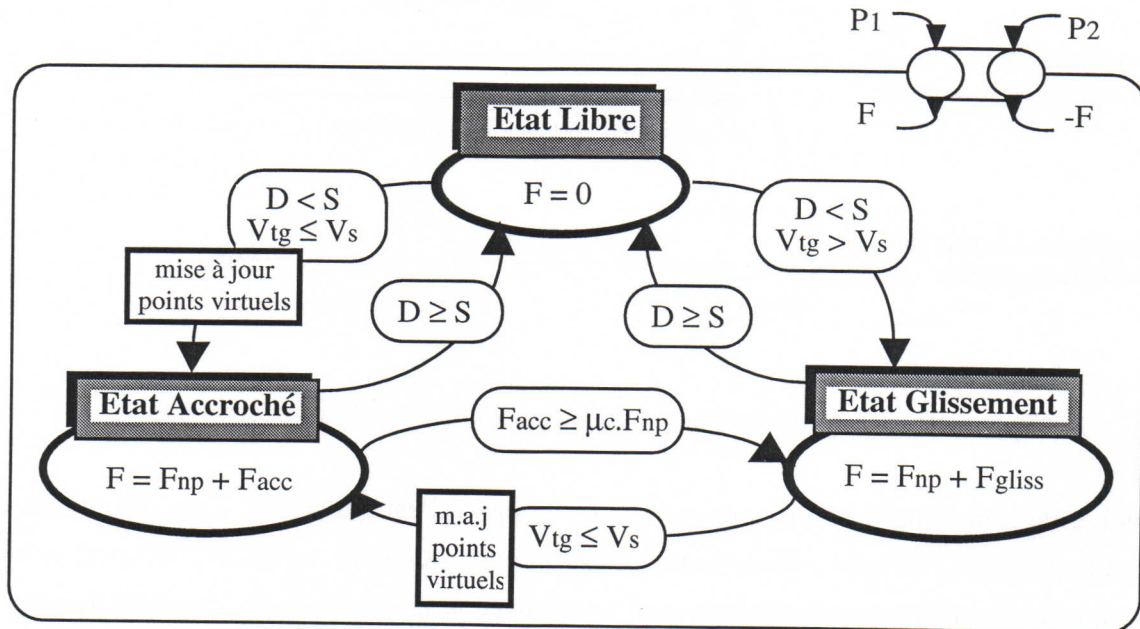 P1
P2
F
-F
Etat Libre
F = 0
D < S
Vtg ≤ Vs
D < S
Vtg > Vs
mise à jour
points virtuels
D ≥ S
D ≥ S
Etat Accroché
Etat Glissement
Facc ≥ μc.Fnp
F = Fnp + Facc
F = Fnp + Fgliss
m.a.j
points
virtuels
Vtg ≤ Vs